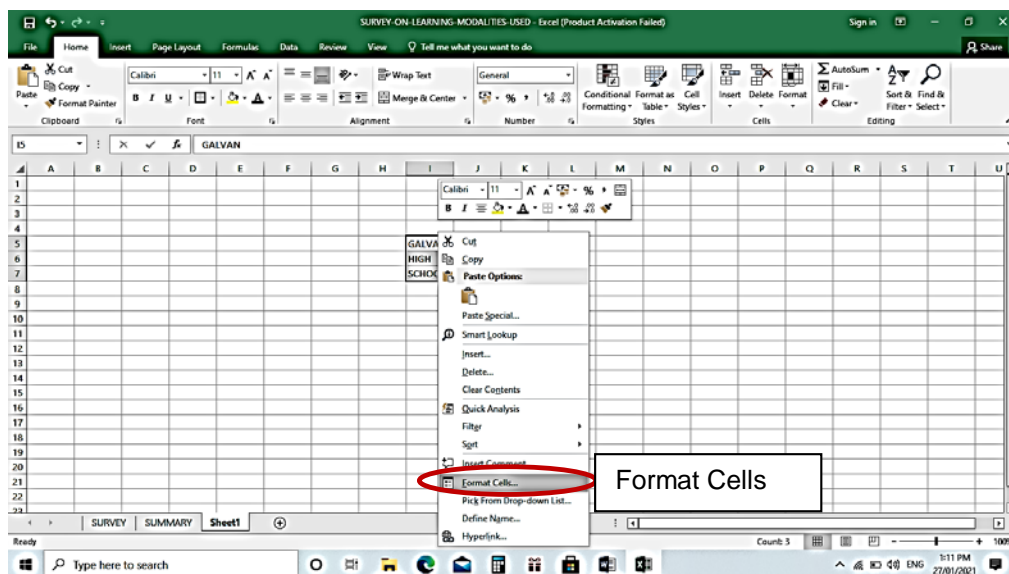 SURVEY-ON-LEARNING-MODALITIES-USED - Excel (Product Activation Failed)
Sign in
File Home Insert Page Layout Formulas Data Review View Tell me what you want to do Share
Paste
Cut
Copy
Format Painter
Clipboard
Calibri 11
B I U
Font
Wrap Text
Merge & Center
Alignment
General
%
Number
Conditional Formatting
Format as Table
Cell Styles
Styles
Insert Delete Format
Cells
AutoSum
Fill
Clear
Sort & Filter
Find & Select
Editing
I5 fx GALVAN
A B C D E F G H I J K L M N O P Q R S T U
1
2
3
4
5 GALVA
6 HIGH
7 SCHOO
8
9
10
11
12
13
14
15
16
17
18
19
20
21
22
23
Calibri 11 %
B I
Cut
Copy
Paste Options:
Paste Special...
Smart Lookup
Insert...
Delete...
Clear Contents
Quick Analysis
Filter
Sort
Insert Comment
Format Cells...
Pick From Drop-down List...
Define Name...
Hyperlink...
Format Cells
SURVEY SUMMARY Sheet1
Ready
Count: 3
100%
Type here to search
ENG
1:11 PM
27/01/2021